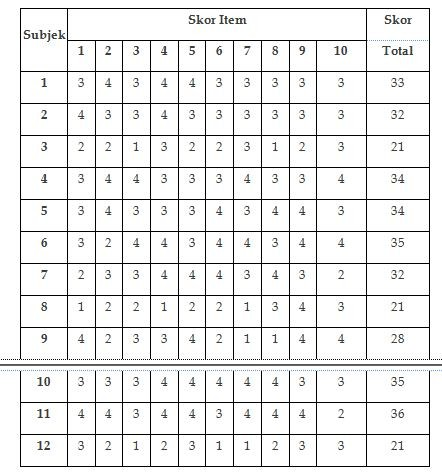 Subjek Skor Item Skor Total
1 2 3 4 5 6 7 8 9 10
1 3 4 3 4 4 3 3 3 3 3 33
2 4 3 3 4 3 3 3 3 3 3 32
3 2 2 1 3 2 2 3 1 2 3 21
4 3 4 4 3 3 3 4 3 3 4 34
5 3 4 3 3 3 4 3 4 4 3 34
6 3 2 4 4 3 4 4 3 4 4 35
7 2 3 3 4 4 4 3 4 3 2 32
8 1 2 2 1 2 2 1 3 4 3 21
9 4 2 3 3 4 2 1 1 4 4 28
10 3 3 3 4 4 4 4 4 3 3 35
11 4 4 3 4 4 3 4 4 4 2 36
12 3 2 1 2 3 1 1 2 3 3 21